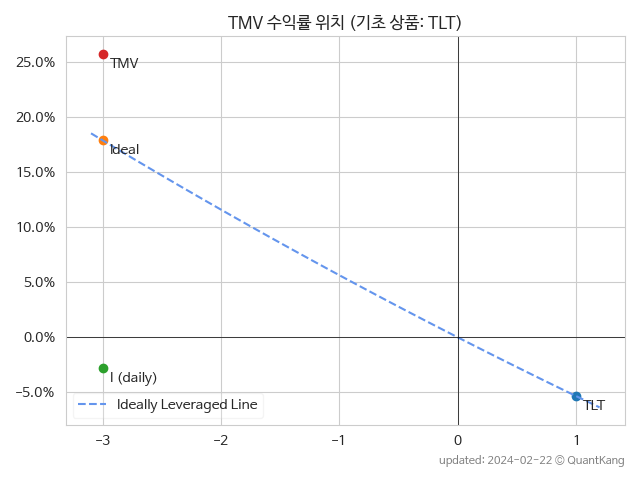 TMV 수익률 위치 (기초 상품: TLT)
25.0%
20.0%
15.0%
10.0%
5.0%
0.0%
−5.0%
TMV
Ideal
I (daily)
TLT
Ideally Leveraged Line
−3
−2
−1
0
1
updated: 2024-02-22 © QuantKang